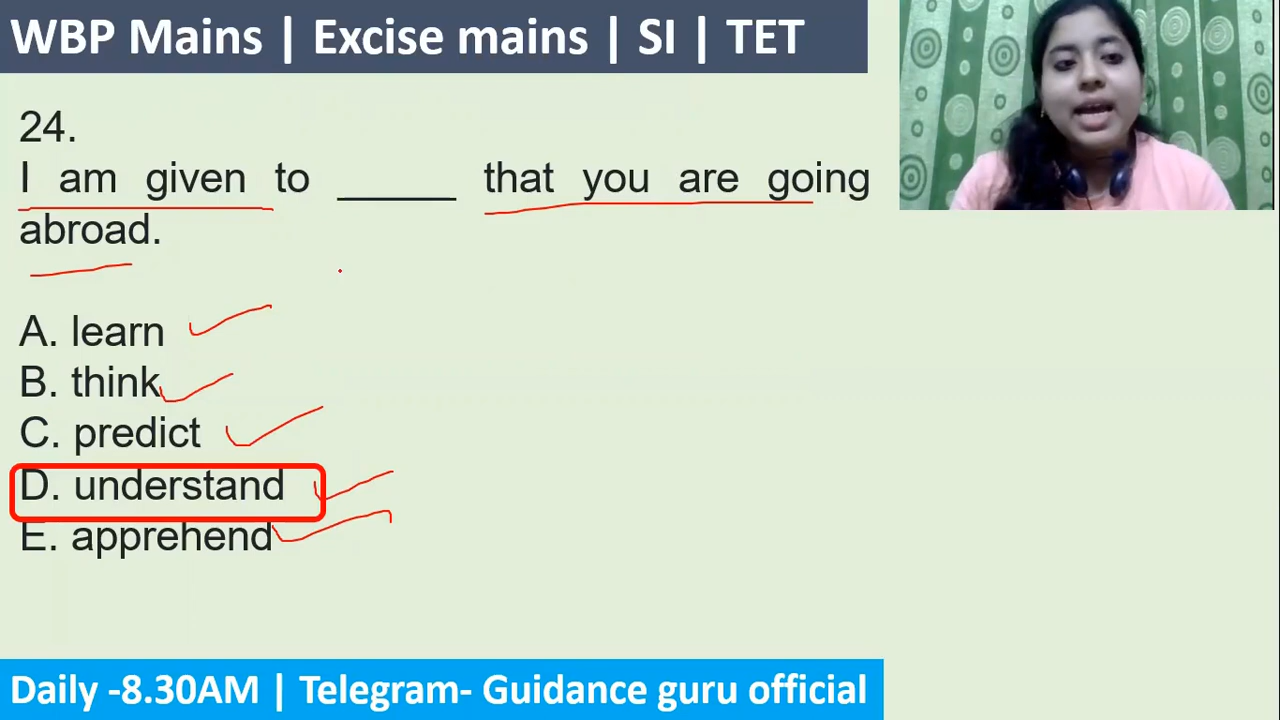 WBP Mains | Excise mains | SI | TET
24.
I am given to ______ that you are going
abroad.
A. learn
B. think
C. predict
D. understand
E. apprehend
Daily -8.30AM | Telegram- Guidance guru official